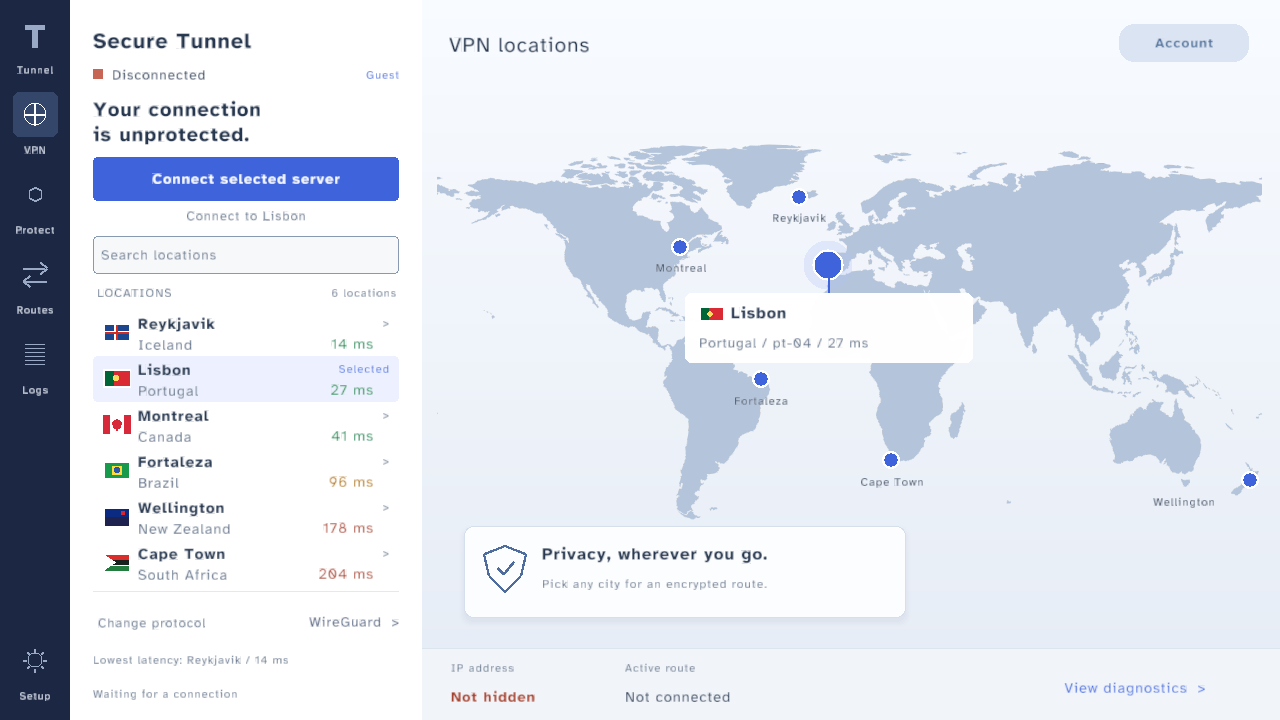 T
Tunnel
VPN
Protect
Routes
Logs
Setup
Secure Tunnel
Disconnected
Guest
Your connection
is unprotected.
Connect selected server
Connect to Lisbon
Search locations
LOCATIONS
6 locations
Reykjavik >
Iceland 14 ms
Lisbon Selected
Portugal 27 ms
Montreal >
Canada 41 ms
Fortaleza >
Brazil 96 ms
Wellington >
New Zealand 178 ms
Cape Town >
South Africa 204 ms
Change protocol WireGuard >
Lowest latency: Reykjavik / 14 ms
Waiting for a connection
VPN locations
Account
Reykjavik
Montreal
Lisbon
Portugal / pt-04 / 27 ms
Fortaleza
Cape Town
Wellington
Privacy, wherever you go.
Pick any city for an encrypted route.
IP address
Not hidden
Active route
Not connected
View diagnostics >